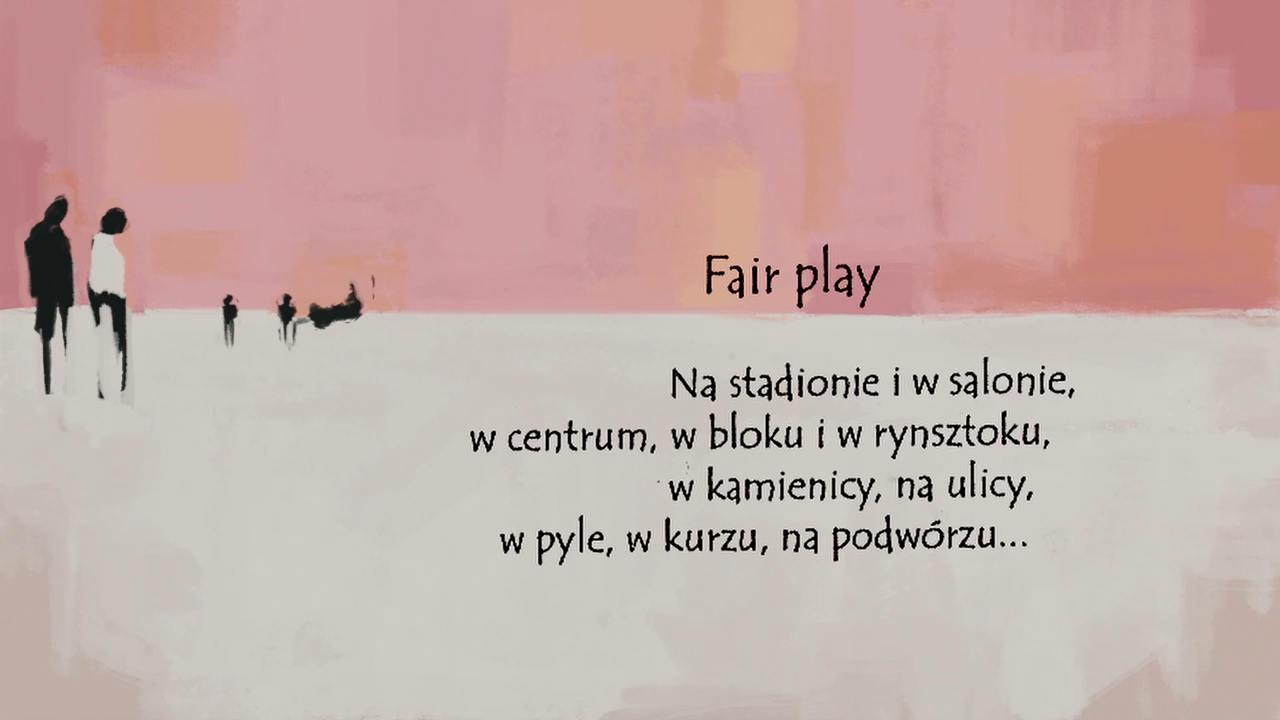 Fair play
Na stadionie i w salonie,
w centrum, w bloku i w rynsztoku,
w kamienicy, na ulicy,
w pyle, w kurzu, na podwórzu...